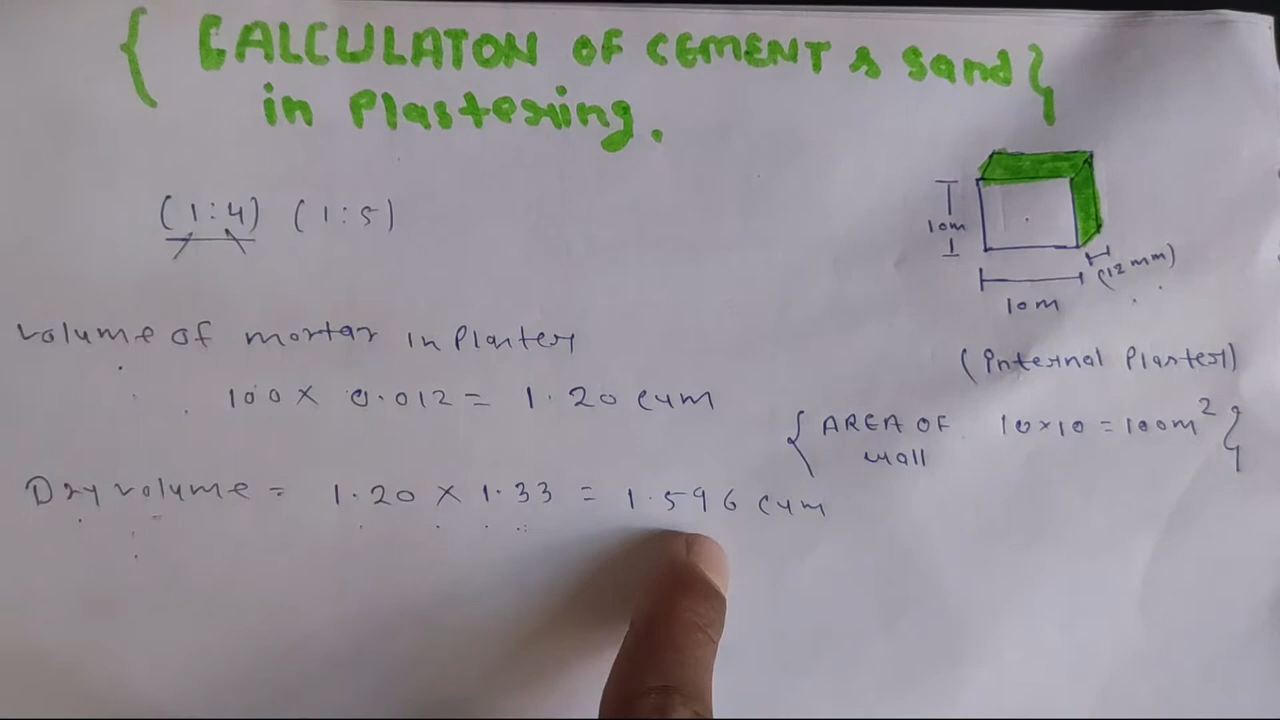 { CALCULATON OF CEMENT & Sand }
in Plastering.
(1:4) (1:5)
10m
(12 mm)
10m
Volume of mortar in Plaster
100 × 0.012 = 1.20 cum
(Internal Plaster)
{ AREA OF 10×10 = 100m² }
wall
Dry volume = 1.20 × 1.33 = 1.596 cum